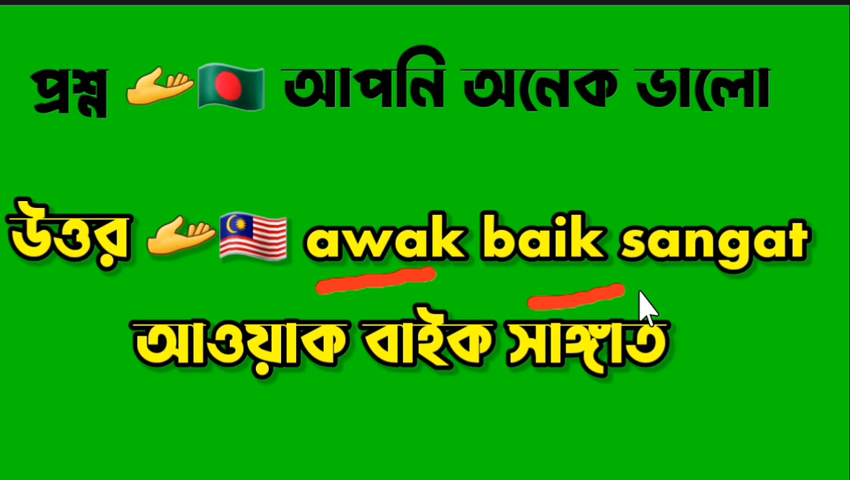 প্রশ্ন 🫴🇧🇩 আপনি অনেক ভালো
উত্তর 🫴🇲🇾 awak baik sangat
আওয়াক বাইক সাঙ্গাত